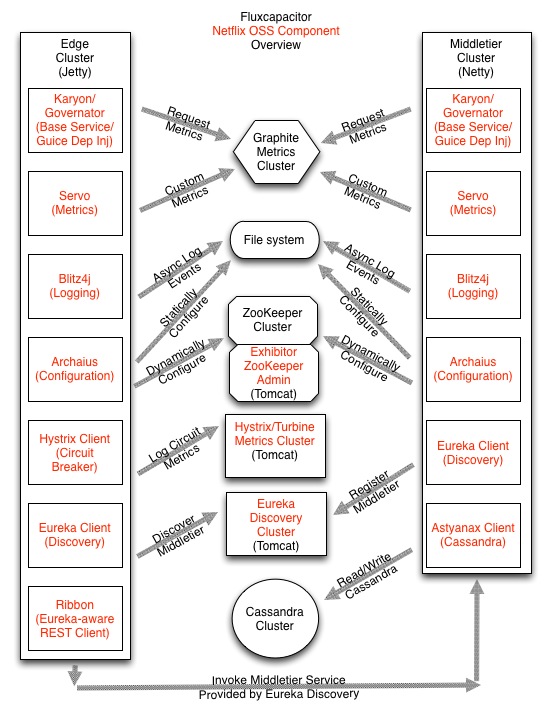 Fluxcapacitor
Netflix OSS Component
Overview
Edge
Cluster
(Jetty)
Karyon/
Governator
(Base Service/
Guice Dep Inj)
Servo
(Metrics)
Blitz4j
(Logging)
Archaius
(Configuration)
Hystrix Client
(Circuit
Breaker)
Eureka Client
(Discovery)
Ribbon
(Eureka-aware
REST Client)
Request
Metrics
Custom
Metrics
Async Log
Events
Statically
Configure
Dynamically
Configure
Log Circuit
Metrics
Discover
Middletier
Graphite
Metrics
Cluster
File system
ZooKeeper
Cluster
Exhibitor
ZooKeeper
Admin
(Tomcat)
Hystrix/Turbine
Metrics Cluster
(Tomcat)
Eureka
Discovery
Cluster
(Tomcat)
Cassandra
Cluster
Request
Metrics
Custom
Metrics
Async Log
Events
Statically
Configure
Dynamically
Configure
Register
Middletier
Read/Write
Cassandra
Middletier
Cluster
(Netty)
Karyon/
Governator
(Base Service/
Guice Dep Inj)
Servo
(Metrics)
Blitz4j
(Logging)
Archaius
(Configuration)
Eureka Client
(Discovery)
Astyanax Client
(Cassandra)
Invoke Middletier Service
Provided by Eureka Discovery